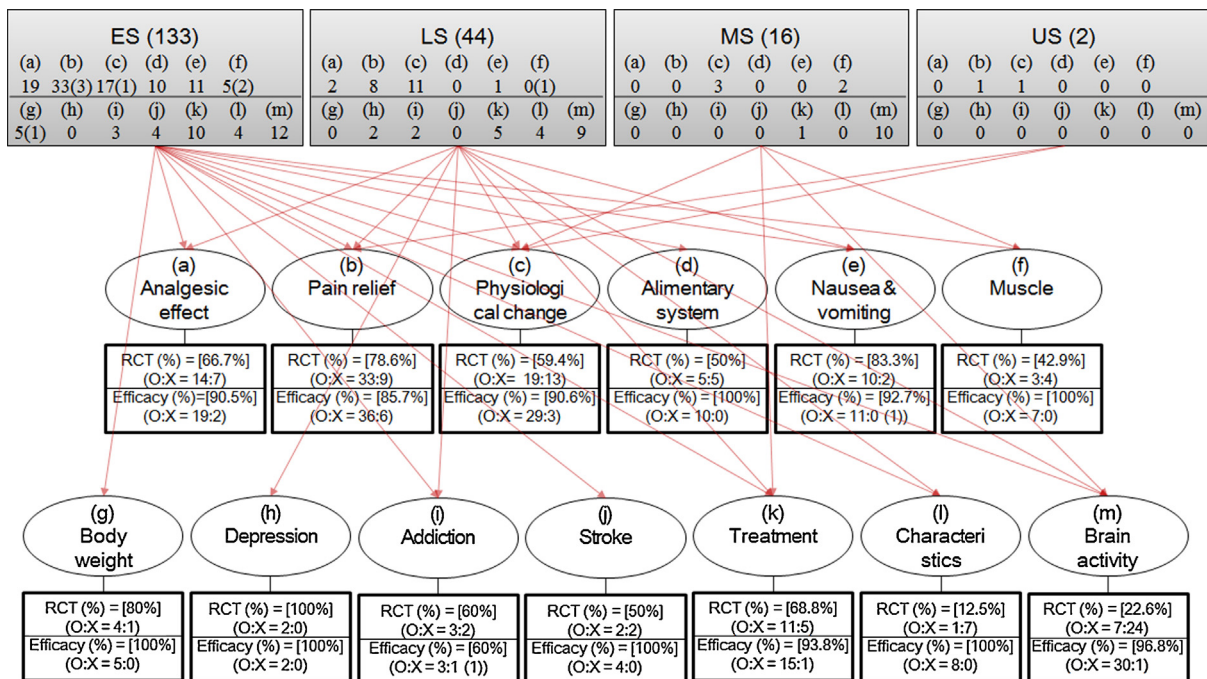 ES (133)
(a) (b) (c) (d) (e) (f)
19 33(3) 17(1) 10 11 5(2)
(g) (h) (i) (j) (k) (l) (m)
5(1) 0 3 4 10 4 12
LS (44)
(a) (b) (c) (d) (e) (f)
2 8 11 0 1 0(1)
(g) (h) (i) (j) (k) (l) (m)
0 2 2 0 5 4 9
MS (16)
(a) (b) (c) (d) (e) (f)
0 0 3 0 0 2
(g) (h) (i) (j) (k) (l) (m)
0 0 0 0 1 0 10
US (2)
(a) (b) (c) (d) (e) (f)
0 1 1 0 0 0
(g) (h) (i) (j) (k) (l) (m)
0 0 0 0 0 0 0
(a)
Analgesic
effect
RCT (%) = [66.7%]
(O:X = 14:7)
Efficacy (%)=[90.5%]
(O:X = 19:2)
(b)
Pain relief
RCT (%) = [78.6%]
(O:X = 33:9)
Efficacy (%) = [85.7%]
(O:X = 36:6)
(c)
Physiologi
cal change
RCT (%) = [59.4%]
(O:X= 19:13)
Efficacy (%) = [90.6%]
(O:X = 29:3)
(d)
Alimentary
system
RCT (%) = [50%]
(O:X = 5:5)
Efficacy (%) = [100%]
(O:X = 10:0)
(e)
Nausea &
vomiting
RCT (%) = [83.3%]
(O:X = 10:2)
Efficacy (%) = [92.7%]
(O:X = 11:0 (1))
(f)
Muscle
RCT (%) = [42.9%]
(O:X = 3:4)
Efficacy (%) = [100%]
(O:X = 7:0)
(g)
Body
weight
RCT (%) = [80%]
(O:X = 4:1)
Efficacy (%) = [100%]
(O:X = 5:0)
(h)
Depression
RCT (%) = [100%]
(O:X = 2:0)
Efficacy (%) = [100%]
(O:X = 2:0)
(i)
Addiction
RCT (%) = [60%]
(O:X = 3:2)
Efficacy (%) = [60%]
(O:X = 3:1 (1))
(j)
Stroke
RCT (%) = [50%]
(O:X = 2:2)
Efficacy (%) = [100%]
(O:X = 4:0)
(k)
Treatment
RCT (%) = [68.8%]
(O:X = 11:5)
Efficacy (%) = [93.8%]
(O:X = 15:1)
(l)
Characteri
stics
RCT (%) = [12.5%]
(O:X = 1:7)
Efficacy (%) = [100%]
(O:X = 8:0)
(m)
Brain
activity
RCT (%) = [22.6%]
(O:X = 7:24)
Efficacy (%) = [96.8%]
(O:X = 30:1)